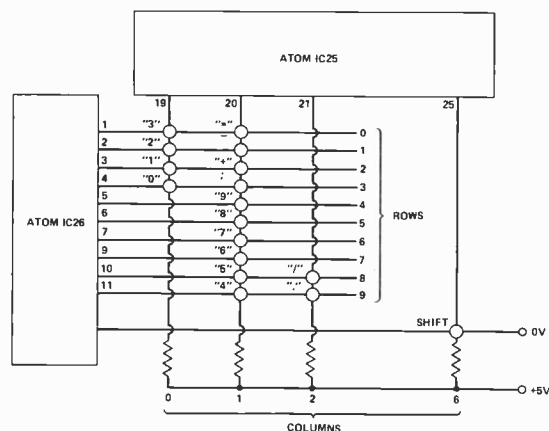 ATOM IC25
19 20 21 25
ATOM IC26
1 "3" "=" 0
2 "2" – 1
3 "1" "+" 2
4 "0" ; 3
5 "9" 4
6 "8" 5
7 "7" 6
9 "6" 7
10 "5" "/" 8
11 "4" "." 9
ROWS
SHIFT
0V
+5V
0 1 2 6
COLUMNS